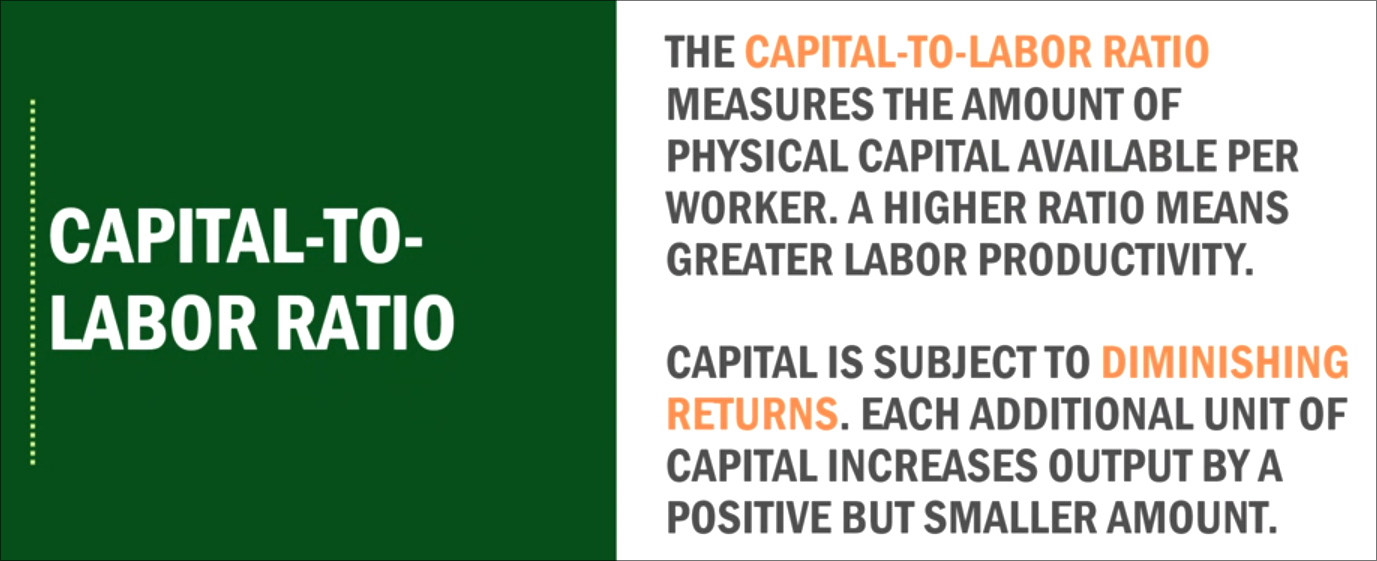 CAPITAL-TO-
LABOR RATIO
THE CAPITAL-TO-LABOR RATIO
MEASURES THE AMOUNT OF
PHYSICAL CAPITAL AVAILABLE PER
WORKER. A HIGHER RATIO MEANS
GREATER LABOR PRODUCTIVITY.
CAPITAL IS SUBJECT TO DIMINISHING
RETURNS. EACH ADDITIONAL UNIT OF
CAPITAL INCREASES OUTPUT BY A
POSITIVE BUT SMALLER AMOUNT.